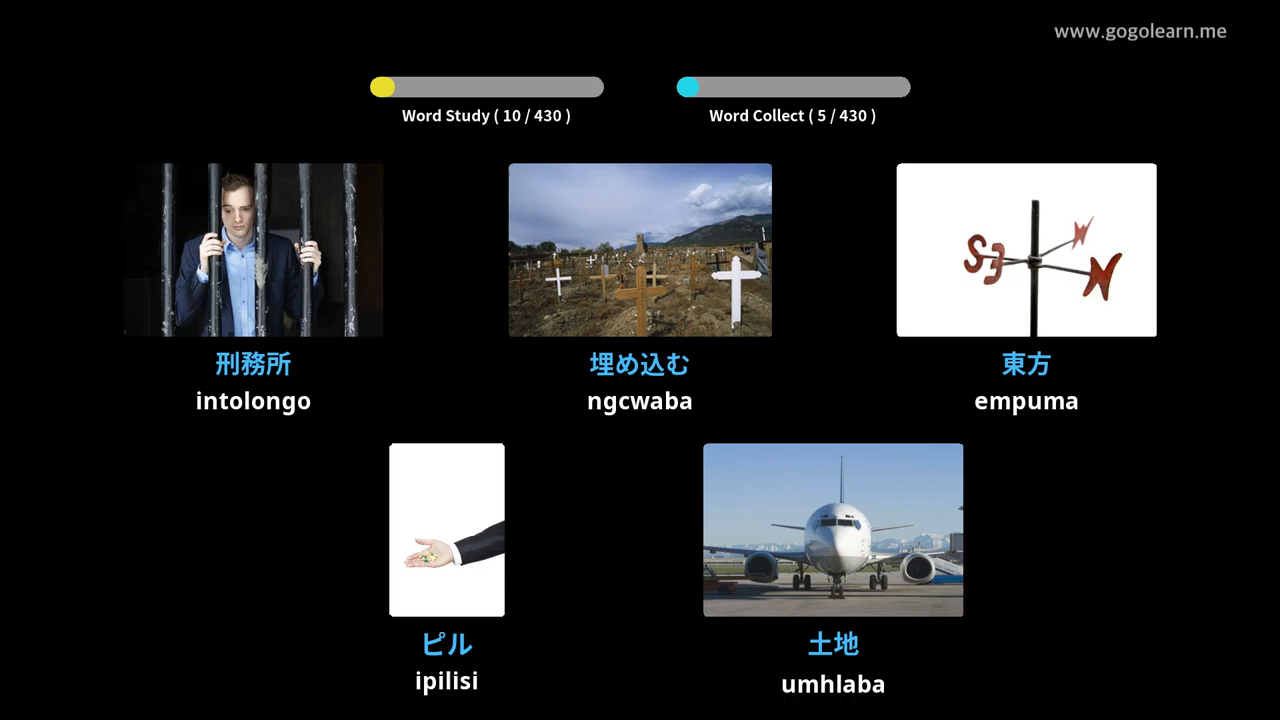 www.gogolearn.me
Word Study ( 10 / 430 )
Word Collect ( 5 / 430 )
S E N W
刑務所
intolongo
埋め込む
ngcwaba
東方
empuma
ピル
ipilisi
土地
umhlaba